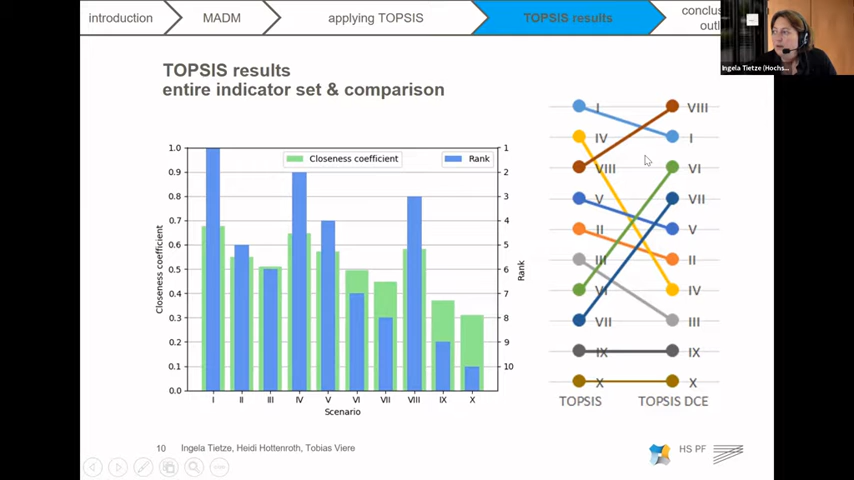 introduction
MADM
applying TOPSIS
TOPSIS results
Ingela Tietze (Hochs...
TOPSIS results
entire indicator set & comparison
Closeness coefficient
Rank
1.0
0.9
0.8
0.7
0.6
0.5
0.4
0.3
0.2
0.1
0.0
Closeness coefficient
1
2
3
4
5
6
7
8
9
10
Rank
I II III IV V VI VII VIII IX X
Scenario
I VIII
IV I
VIII VI
V VII
II V
III II
VI IV
VII III
IX IX
X X
TOPSIS TOPSIS DCE
10 Ingela Tietze, Heidi Hottenroth, Tobias Viere
HS PF